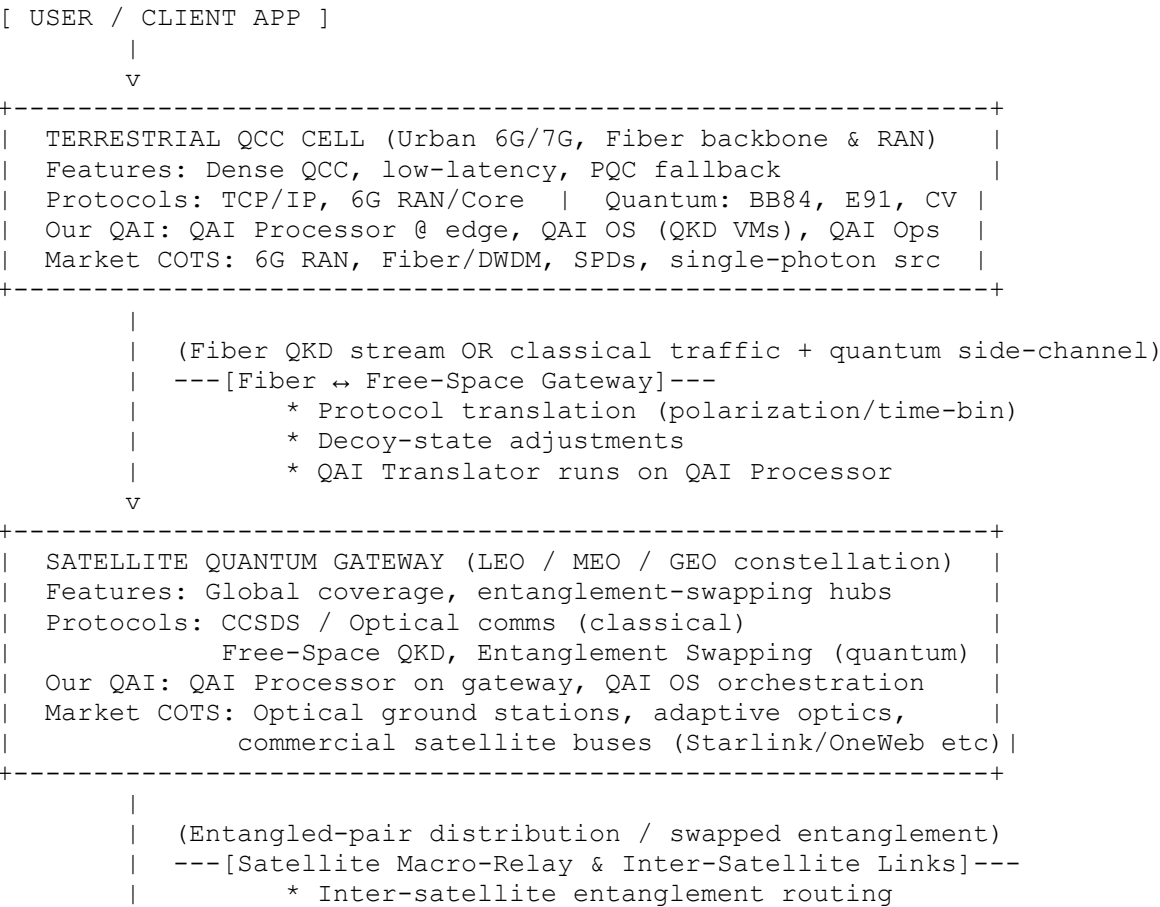 [ USER / CLIENT APP ]
        |
        v
+-------------------------------------------------------------+
|  TERRESTRIAL QCC CELL (Urban 6G/7G, Fiber backbone & RAN)   |
|  Features: Dense QCC, low-latency, PQC fallback             |
|  Protocols: TCP/IP, 6G RAN/Core  |  Quantum: BB84, E91, CV |
|  Our QAI: QAI Processor @ edge, QAI OS (QKD VMs), QAI Ops  |
|  Market COTS: 6G RAN, Fiber/DWDM, SPDs, single-photon src  |
+-------------------------------------------------------------+
        |
        |  (Fiber QKD stream OR classical traffic + quantum side-channel)
        |  ---[Fiber ↔ Free-Space Gateway]---
        |         * Protocol translation (polarization/time-bin)
        |         * Decoy-state adjustments
        |         * QAI Translator runs on QAI Processor
        v
+-------------------------------------------------------------+
|  SATELLITE QUANTUM GATEWAY (LEO / MEO / GEO constellation)  |
|  Features: Global coverage, entanglement-swapping hubs      |
|  Protocols: CCSDS / Optical comms (classical)               |
|             Free-Space QKD, Entanglement Swapping (quantum) |
|  Our QAI: QAI Processor on gateway, QAI OS orchestration    |
|  Market COTS: Optical ground stations, adaptive optics,     |
|              commercial satellite buses (Starlink/OneWeb etc)|
+-------------------------------------------------------------+
        |
        |  (Entangled-pair distribution / swapped entanglement)
        |  ---[Satellite Macro-Relay & Inter-Satellite Links]---
        |         * Inter-satellite entanglement routing